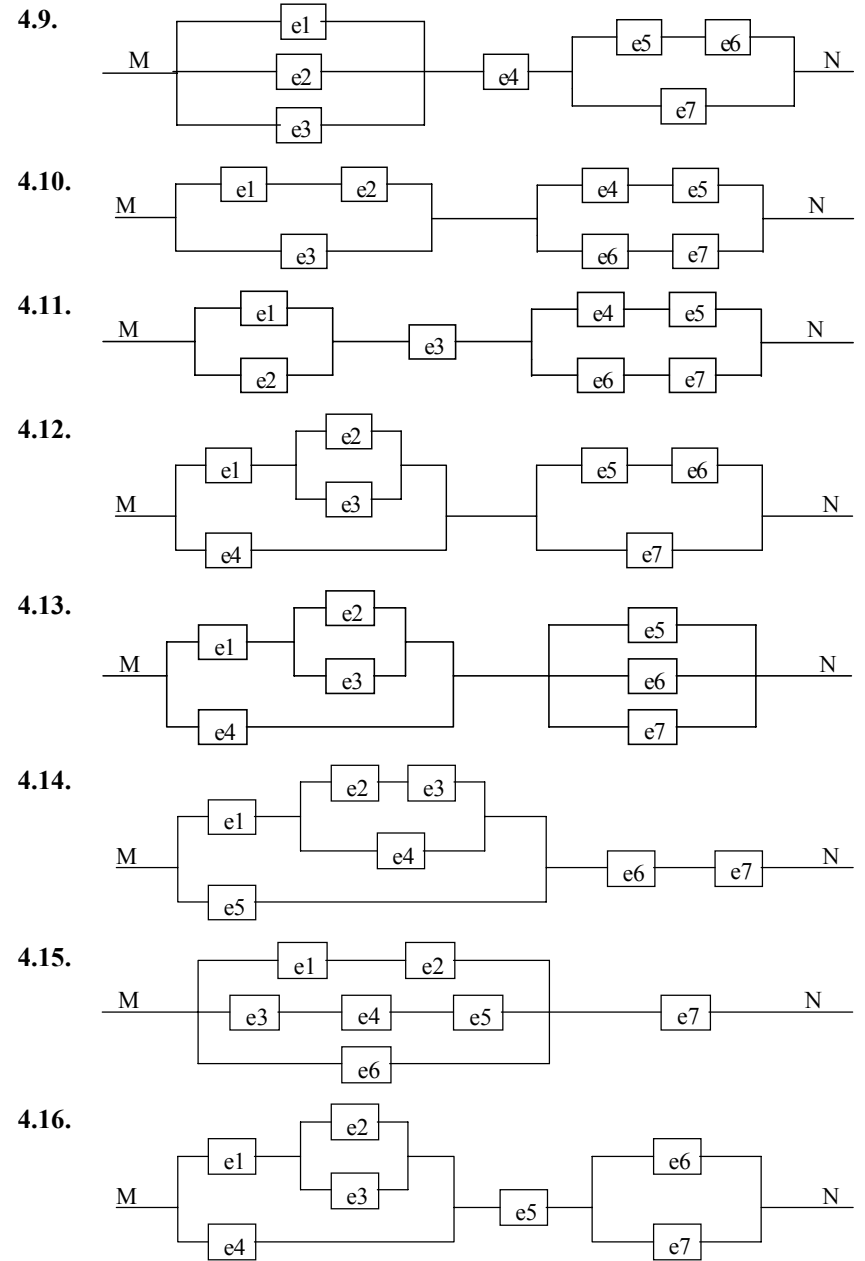 4.9.
e1
M e2 e4 e5 e6 N
e3 e7
4.10.
M e1 e2 e4 e5 N
e3 e6 e7
4.11.
M e1 e3 e4 e5 N
e2 e6 e7
4.12.
e2
M e1 e5 e6 N
e3
e4 e7
4.13.
e2 e5
M e1 e3 e6 N
e4 e7
4.14.
e2 e3
M e1 e4 e6 e7 N
e5
4.15.
e1 e2
M e3 e4 e5 e7 N
e6
4.16.
e2
M e1 e3 e5 e6 N
e4 e7